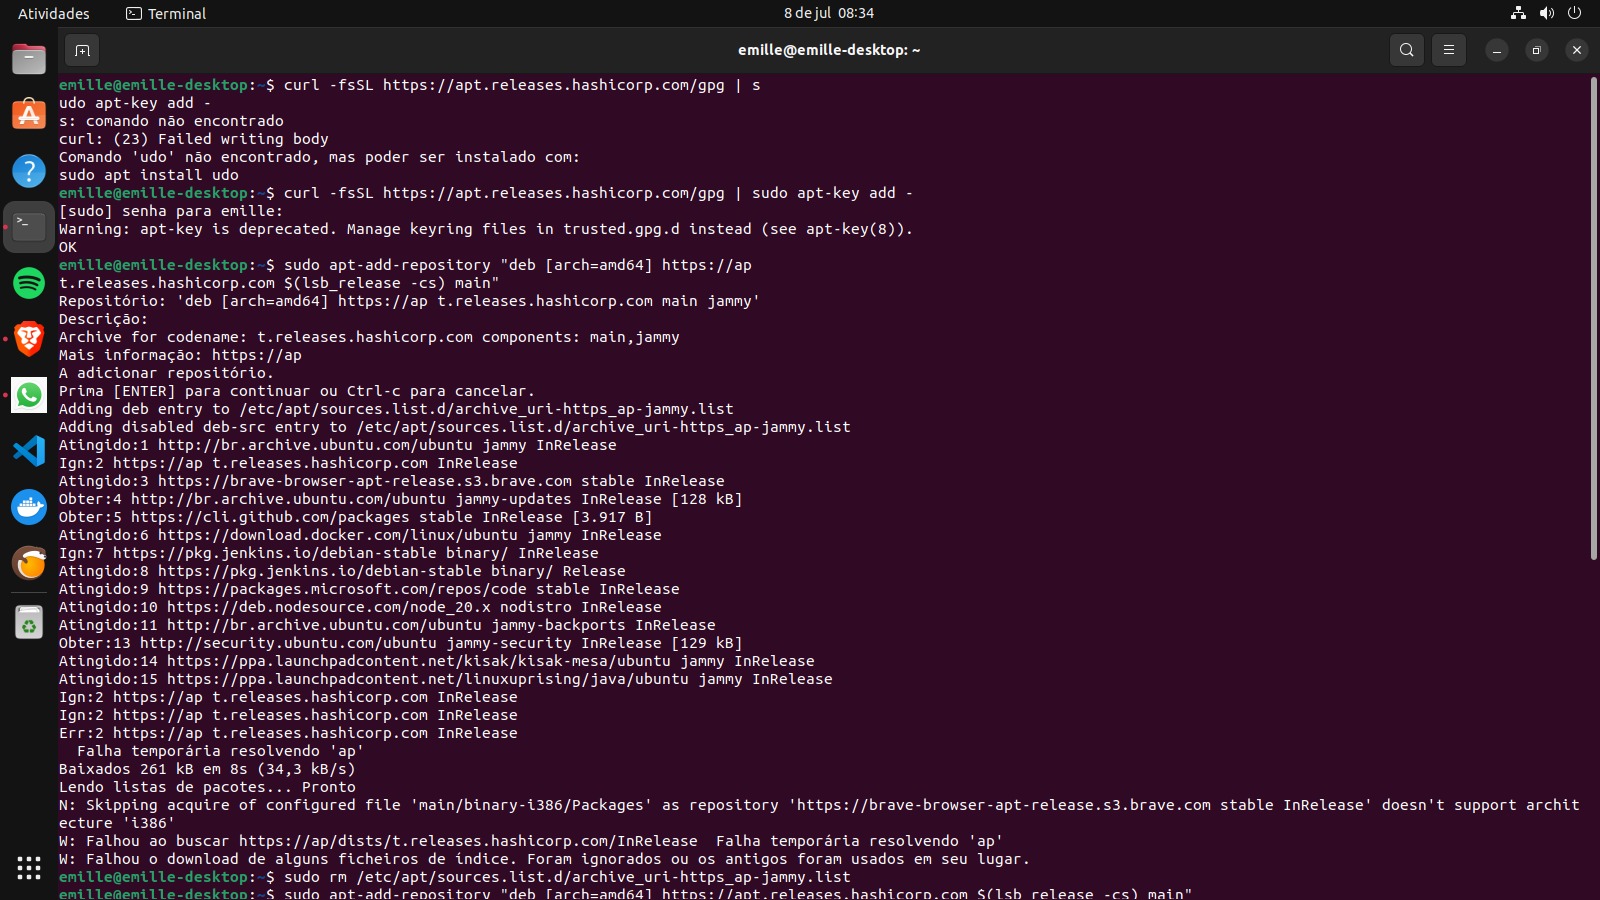 Atividades
Terminal
8 de jul 08:34
emille@emille-desktop: ~
emille@emille-desktop:~$ curl -fsSL https://apt.releases.hashicorp.com/gpg | s
udo apt-key add -
s: comando não encontrado
curl: (23) Failed writing body
Comando 'udo' não encontrado, mas poder ser instalado com:
sudo apt install udo
emille@emille-desktop:~$ curl -fsSL https://apt.releases.hashicorp.com/gpg | sudo apt-key add -
[sudo] senha para emille:
Warning: apt-key is deprecated. Manage keyring files in trusted.gpg.d instead (see apt-key(8)).
OK
emille@emille-desktop:~$ sudo apt-add-repository "deb [arch=amd64] https://ap
t.releases.hashicorp.com $(lsb_release -cs) main"
Repositório: 'deb [arch=amd64] https://ap t.releases.hashicorp.com main jammy'
Descrição:
Archive for codename: t.releases.hashicorp.com components: main,jammy
Mais informação: https://ap
A adicionar repositório.
Prima [ENTER] para continuar ou Ctrl-c para cancelar.
Adding deb entry to /etc/apt/sources.list.d/archive_uri-https_ap-jammy.list
Adding disabled deb-src entry to /etc/apt/sources.list.d/archive_uri-https_ap-jammy.list
Atingido:1 http://br.archive.ubuntu.com/ubuntu jammy InRelease
Ign:2 https://ap t.releases.hashicorp.com InRelease
Atingido:3 https://brave-browser-apt-release.s3.brave.com stable InRelease
Obter:4 http://br.archive.ubuntu.com/ubuntu jammy-updates InRelease [128 kB]
Obter:5 https://cli.github.com/packages stable InRelease [3.917 B]
Atingido:6 https://download.docker.com/linux/ubuntu jammy InRelease
Ign:7 https://pkg.jenkins.io/debian-stable binary/ InRelease
Atingido:8 https://pkg.jenkins.io/debian-stable binary/ Release
Atingido:9 https://packages.microsoft.com/repos/code stable InRelease
Atingido:10 https://deb.nodesource.com/node_20.x nodistro InRelease
Atingido:11 http://br.archive.ubuntu.com/ubuntu jammy-backports InRelease
Obter:13 http://security.ubuntu.com/ubuntu jammy-security InRelease [129 kB]
Atingido:14 https://ppa.launchpadcontent.net/kisak/kisak-mesa/ubuntu jammy InRelease
Atingido:15 https://ppa.launchpadcontent.net/linuxuprising/java/ubuntu jammy InRelease
Ign:2 https://ap t.releases.hashicorp.com InRelease
Ign:2 https://ap t.releases.hashicorp.com InRelease
Err:2 https://ap t.releases.hashicorp.com InRelease
  Falha temporária resolvendo 'ap'
Baixados 261 kB em 8s (34,3 kB/s)
Lendo listas de pacotes... Pronto
N: Skipping acquire of configured file 'main/binary-i386/Packages' as repository 'https://brave-browser-apt-release.s3.brave.com stable InRelease' doesn't support archit
ecture 'i386'
W: Falhou ao buscar https://ap/dists/t.releases.hashicorp.com/InRelease  Falha temporária resolvendo 'ap'
W: Falhou o download de alguns ficheiros de índice. Foram ignorados ou os antigos foram usados em seu lugar.
emille@emille-desktop:~$ sudo rm /etc/apt/sources.list.d/archive_uri-https_ap-jammy.list
emille@emille-desktop:~$ sudo apt-add-repository "deb [arch=amd64] https://apt.releases.hashicorp.com $(lsb_release -cs) main"